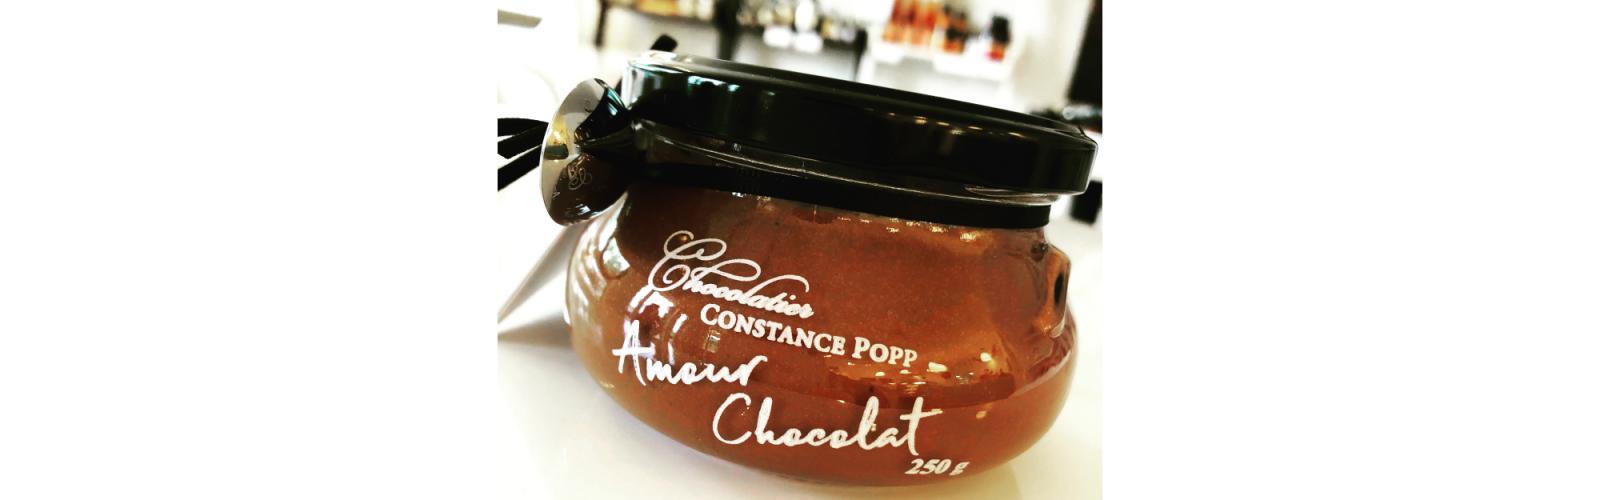 Chocolatier
CONSTANCE POPP
Amour
Chocolat
250 g